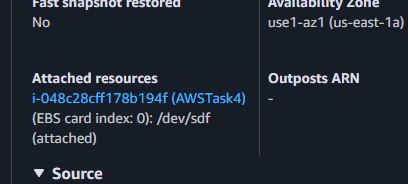 Fast snapshot restored
No
Availability Zone
use1-az1 (us-east-1a)
Attached resources
i-048c28cff178b194f (AWSTask4)
(EBS card index: 0): /dev/sdf
(attached)
Outposts ARN
-
Source